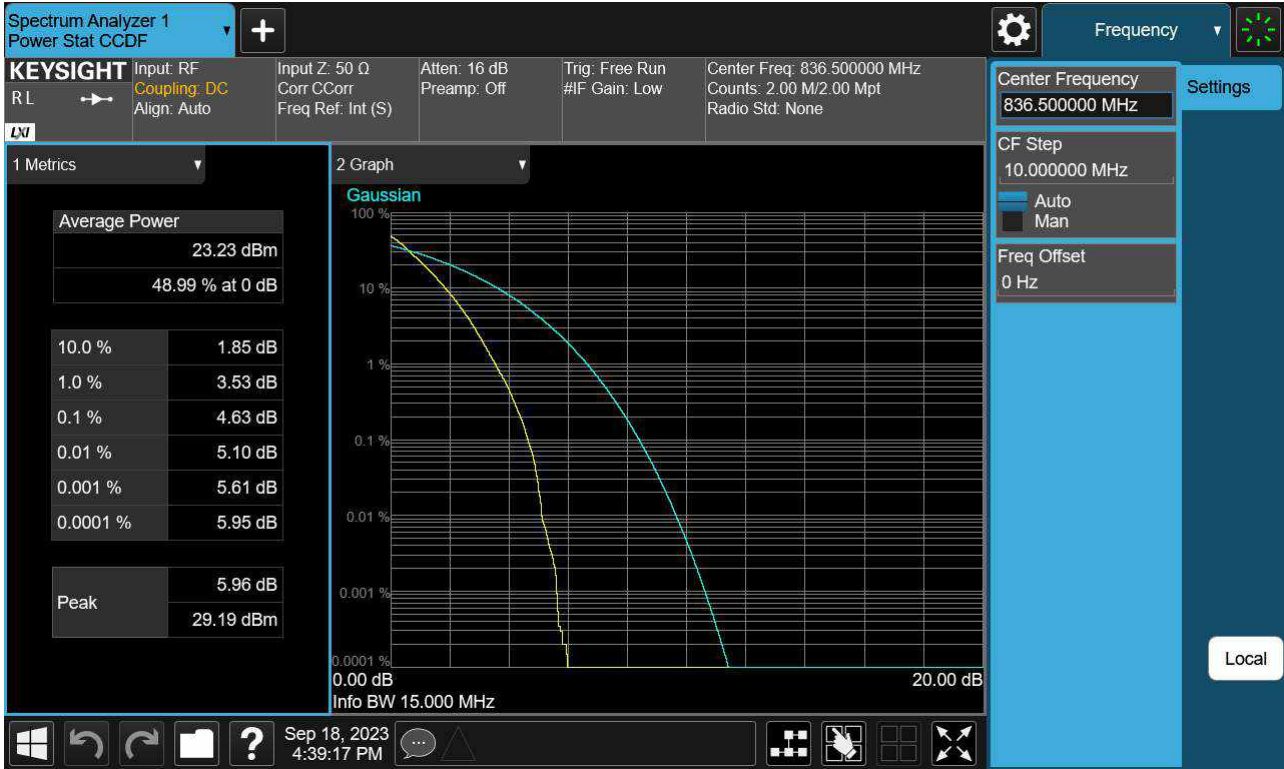 Spectrum Analyzer 1
Power Stat CCDF
Frequency
KEYSIGHT
RL
LXI
Input: RF
Coupling: DC
Align: Auto
Input Z: 50 Ω
Corr CCorr
Freq Ref: Int (S)
Atten: 16 dB
Preamp: Off
Trig: Free Run
#IF Gain: Low
Center Freq: 836.500000 MHz
Counts: 2.00 M/2.00 Mpt
Radio Std: None
Center Frequency
836.500000 MHz
Settings
CF Step
10.000000 MHz
Auto
Man
Freq Offset
0 Hz
1 Metrics
Average Power
23.23 dBm
48.99 % at 0 dB
10.0 % 1.85 dB
1.0 % 3.53 dB
0.1 % 4.63 dB
0.01 % 5.10 dB
0.001 % 5.61 dB
0.0001 % 5.95 dB
Peak
5.96 dB
29.19 dBm
2 Graph
Gaussian
100 %
10 %
1 %
0.1 %
0.01 %
0.001 %
0.0001 %
0.00 dB 20.00 dB
Info BW 15.000 MHz
Local
?
Sep 18, 2023
4:39:17 PM